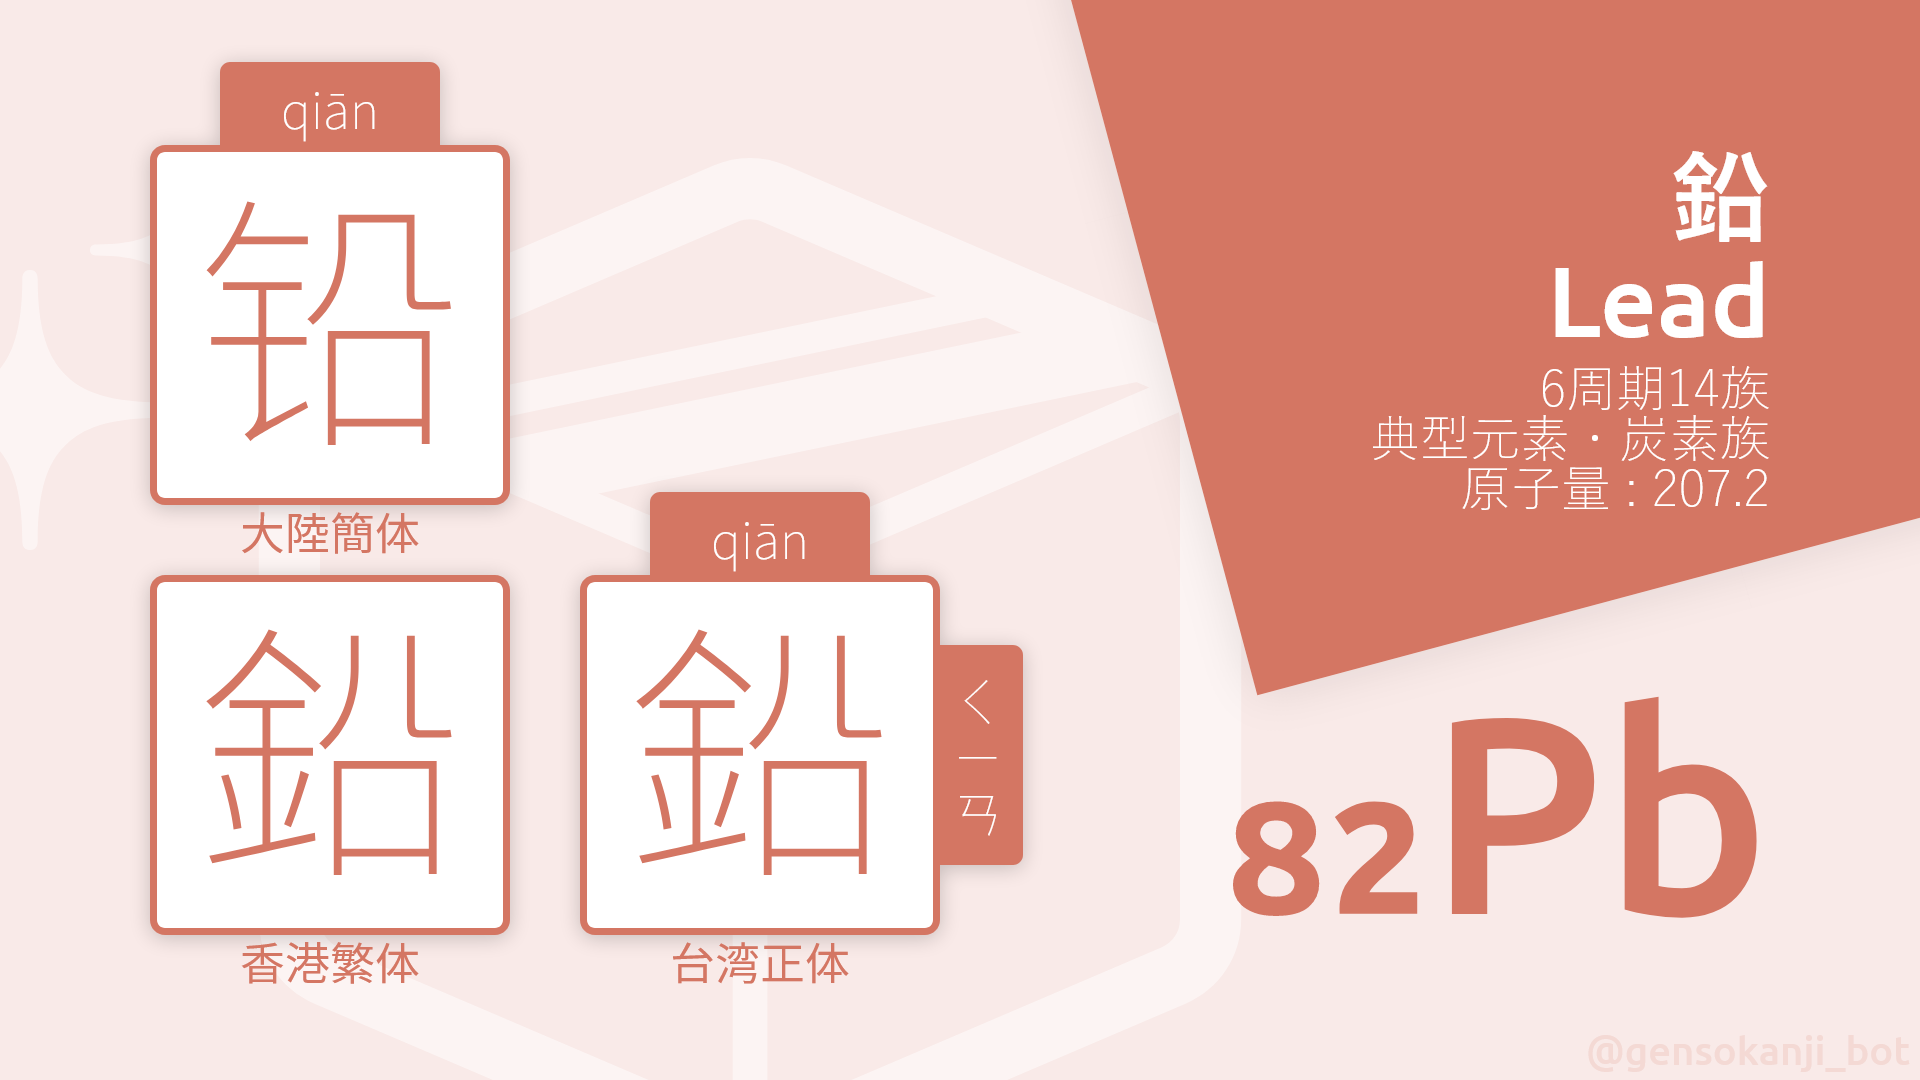 qiān
铅
大陸簡体
鉛
香港繁体
qiān
鉛
ㄑㄧㄢ
台湾正体
鉛
Lead
6周期14族
典型元素・炭素族
原子量：207.2
82Pb
@gensokanji_bot